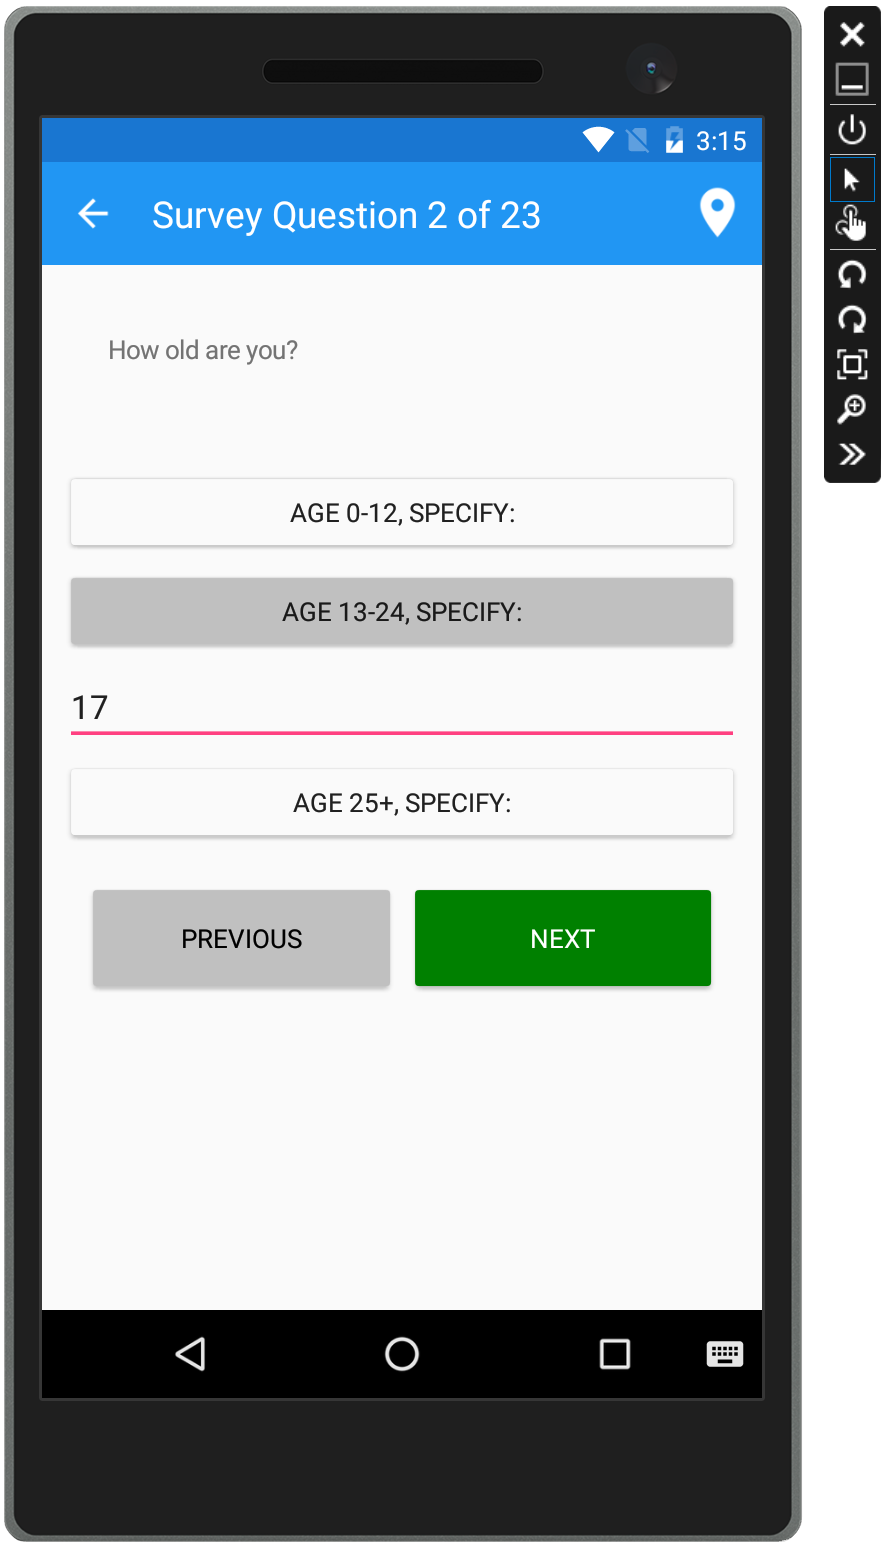 3:15
Survey Question 2 of 23
How old are you?
AGE 0-12, SPECIFY:
AGE 13-24, SPECIFY:
17
AGE 25+, SPECIFY:
PREVIOUS NEXT